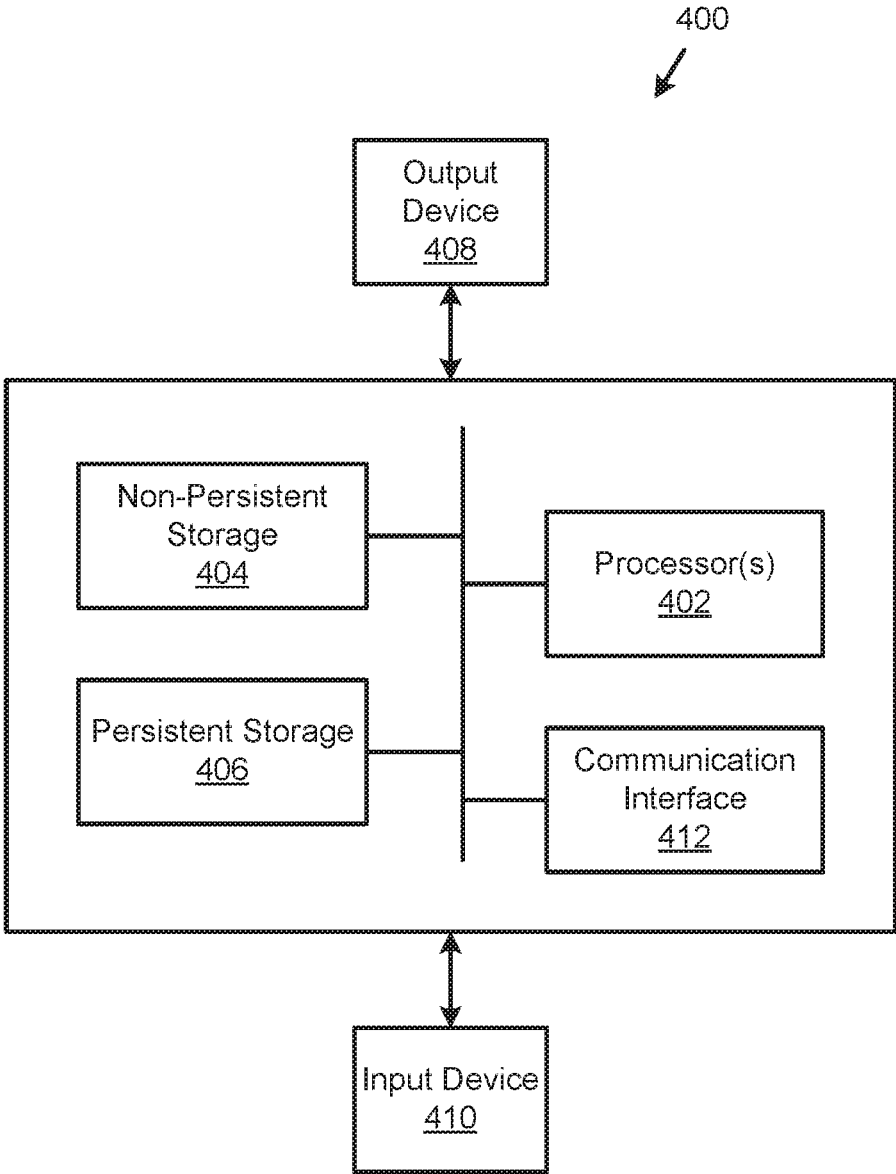 400
Output
Device
408
Non-Persistent
Storage
404
Processor(s)
402
Persistent Storage
406
Communication
Interface
412
Input Device
410